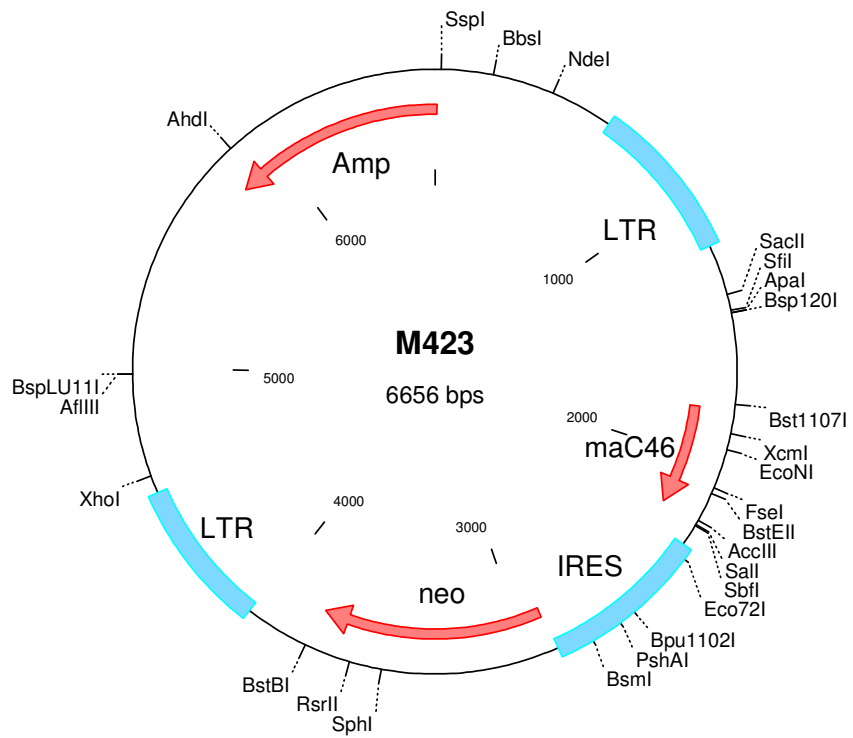 SspI
BbsI
NdeI
AhdI
Amp
LTR
6000
1000
SacII
SfiI
ApaI
Bsp120I
M423
6656 bps
5000
BspLU11I
AflIII
2000
maC46
Bst1107I
XcmI
EcoNI
XhoI
4000
LTR
3000
FseI
BstEII
AccIII
SalI
SbfI
Eco72I
IRES
neo
Bpu1102I
PshAI
BsmI
BstBI
RsrII
SphI